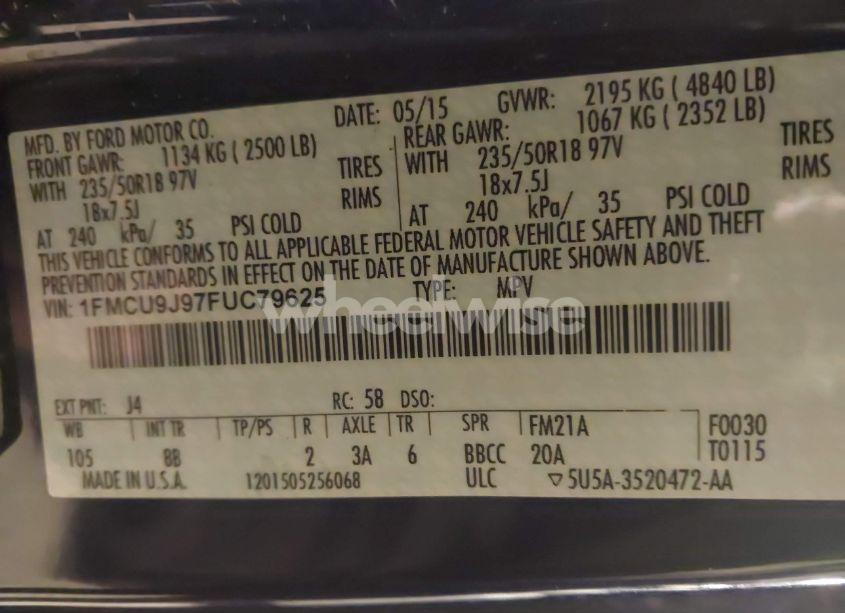 MFD. BY FORD MOTOR CO.
DATE: 05/15
GVWR: 2195 KG ( 4840 LB)
FRONT GAWR: 1134 KG ( 2500 LB)
WITH 235/50R18 97V TIRES
18x7.5J RIMS
AT 240 kPa/ 35 PSI COLD
REAR GAWR: 1067 KG ( 2352 LB)
WITH 235/50R18 97V TIRES
18x7.5J RIMS
AT 240 kPa/ 35 PSI COLD
THIS VEHICLE CONFORMS TO ALL APPLICABLE FEDERAL MOTOR VEHICLE SAFETY AND THEFT
PREVENTION STANDARDS IN EFFECT ON THE DATE OF MANUFACTURE SHOWN ABOVE.
VIN: 1FMCU9J97FUC79625 TYPE: MPV
wheelwise
EXT PNT: J4 RC: 58 DSO:
WB INT TR TP/PS R AXLE TR SPR FM21A F0030
105 BB 2 3A 6 BBCC 20A T0115
MADE IN U.S.A. 1201505256068 ULC ▽5U5A-3520472-AA